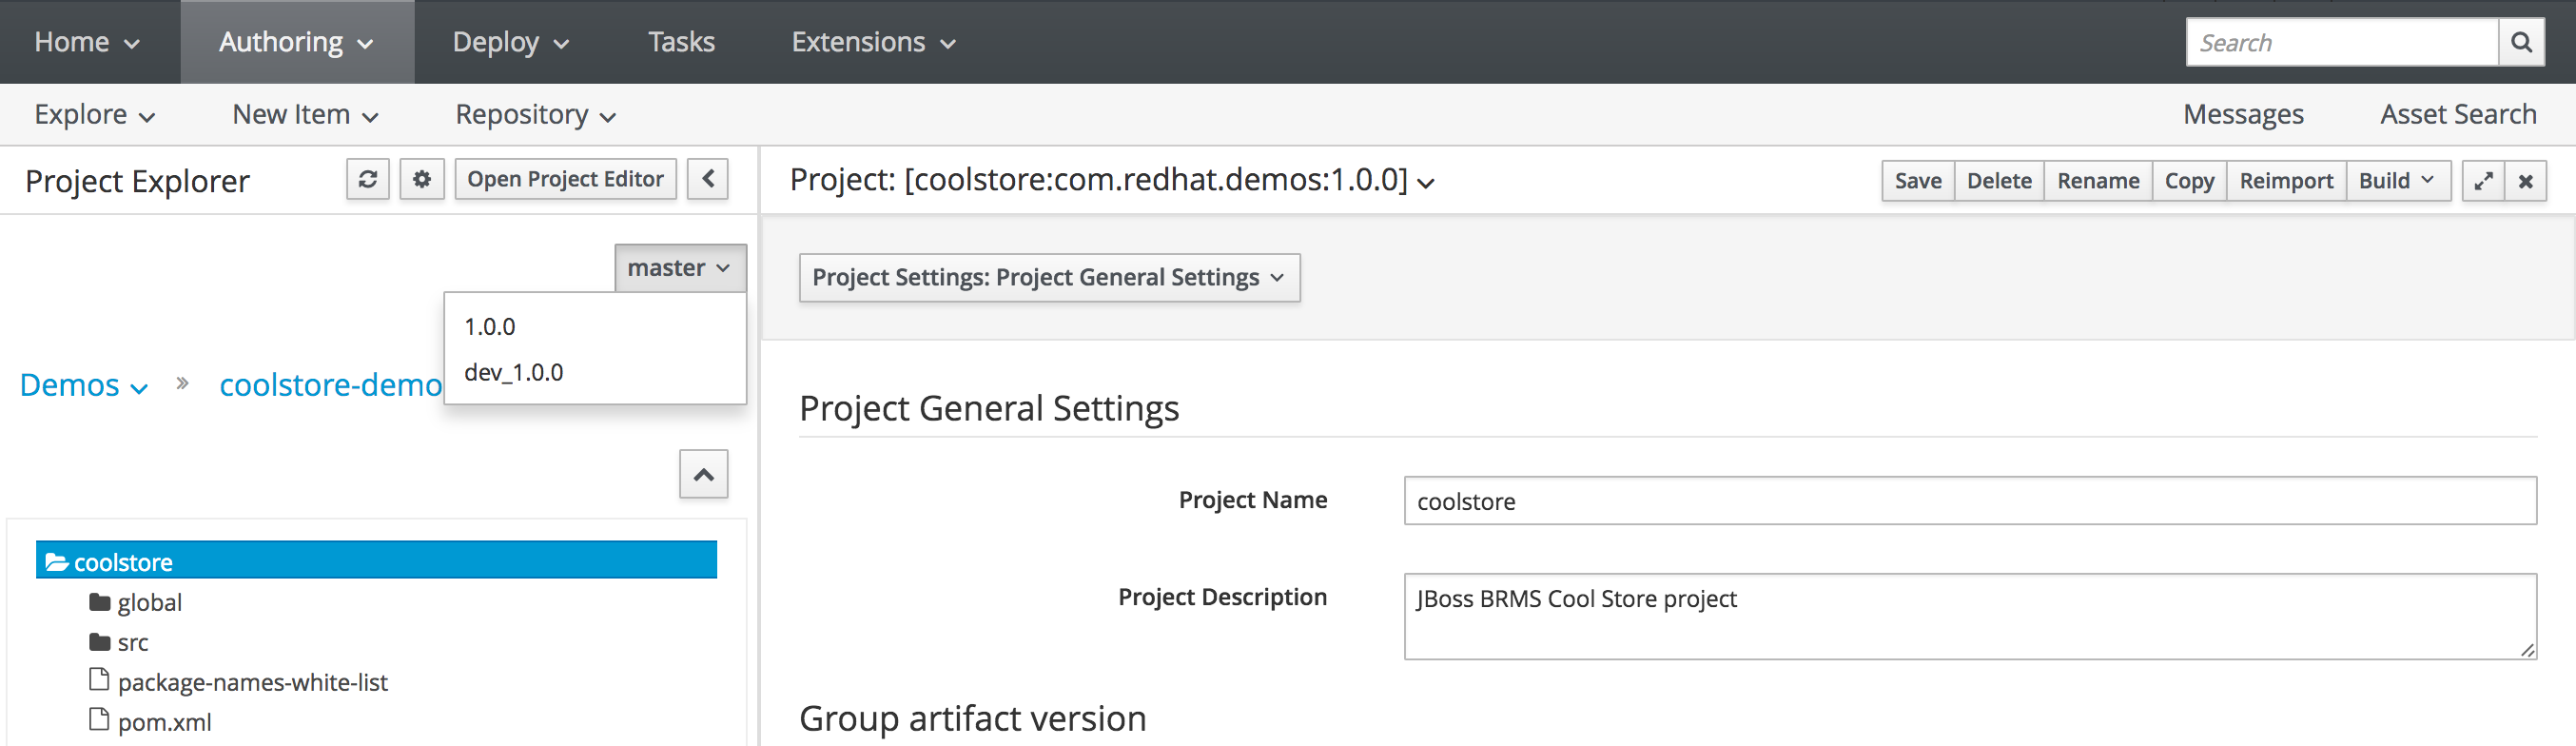 Home Authoring Deploy Tasks Extensions Search
Explore New Item Repository Messages Asset Search
Project Explorer Open Project Editor
master
1.0.0
dev_1.0.0
Demos » coolstore-demo
coolstore
global
src
package-names-white-list
pom.xml
Project: [coolstore:com.redhat.demos:1.0.0] Save Delete Rename Copy Reimport Build
Project Settings: Project General Settings
Project General Settings
Project Name coolstore
Project Description JBoss BRMS Cool Store project
Group artifact version